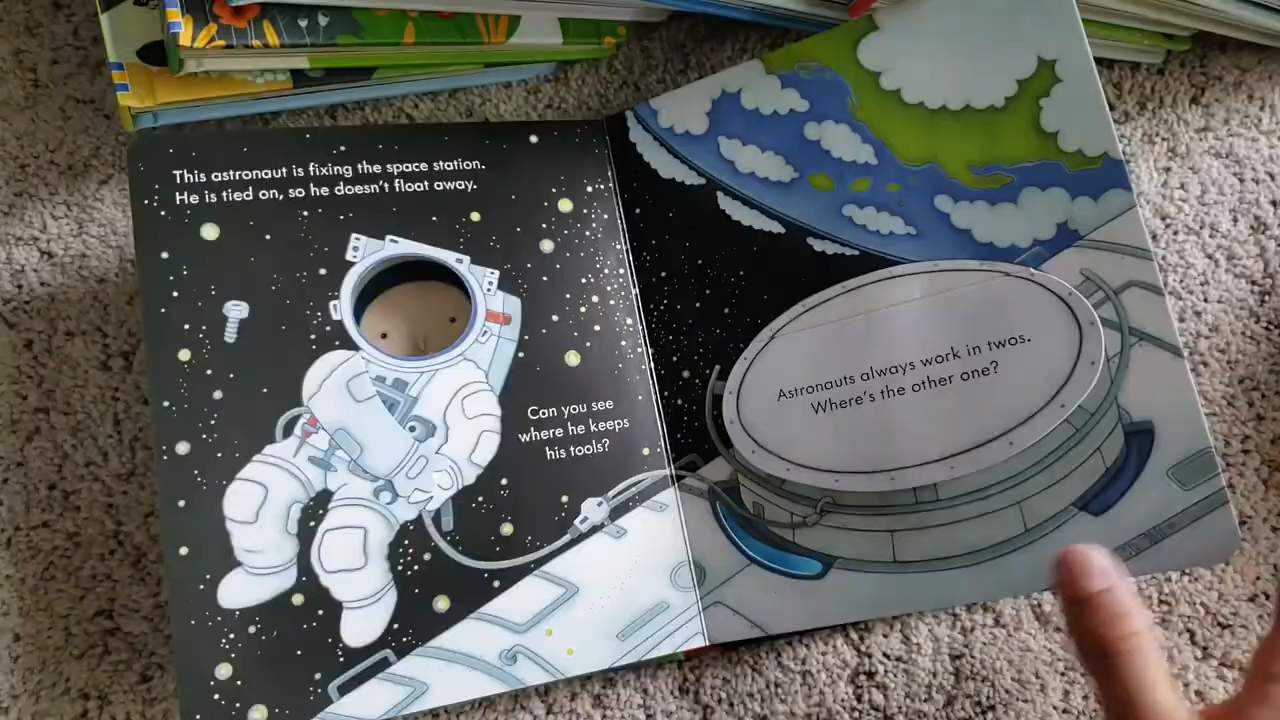 This astronaut is fixing the space station.
He is tied on, so he doesn't float away.
Can you see
where he keeps
his tools?
Astronauts always work in twos.
Where's the other one?